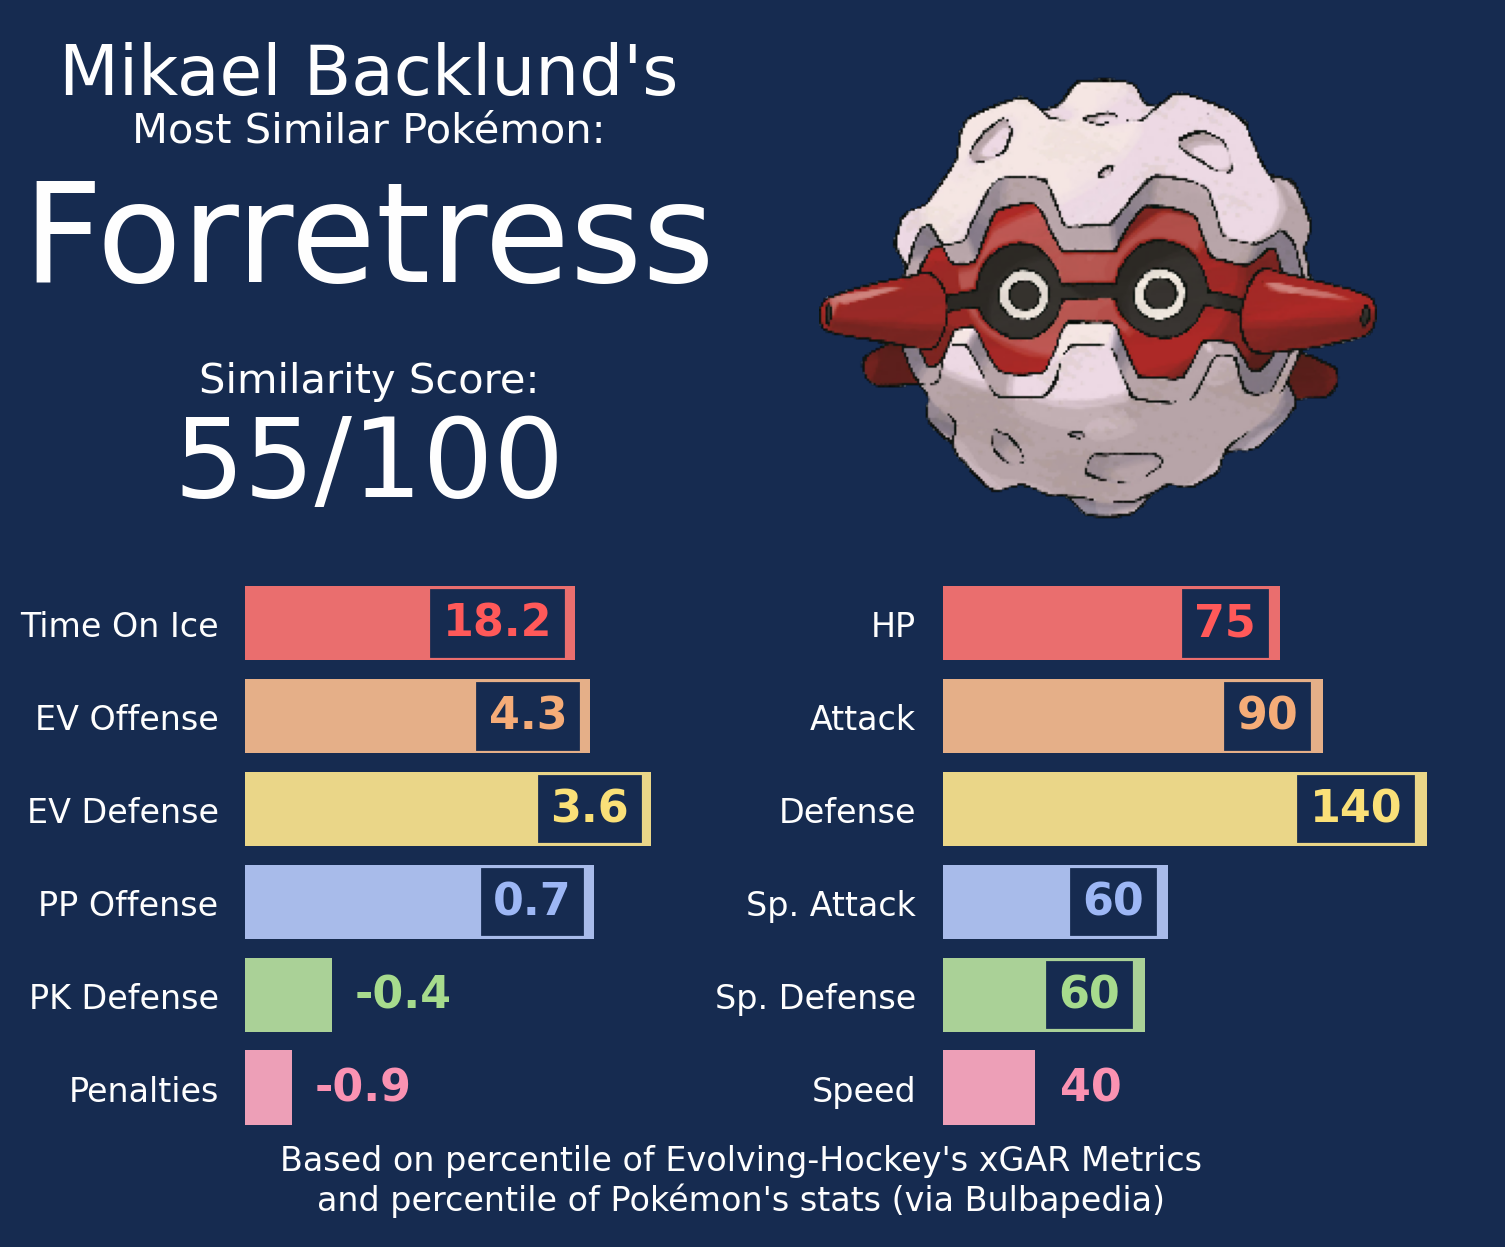 Mikael Backlund's
Most Similar Pokémon:
Forretress
Similarity Score:
55/100
Time On Ice 18.2
EV Offense 4.3
EV Defense 3.6
PP Offense 0.7
PK Defense -0.4
Penalties -0.9
HP 75
Attack 90
Defense 140
Sp. Attack 60
Sp. Defense 60
Speed 40
Based on percentile of Evolving-Hockey's xGAR Metrics
and percentile of Pokémon's stats (via Bulbapedia)